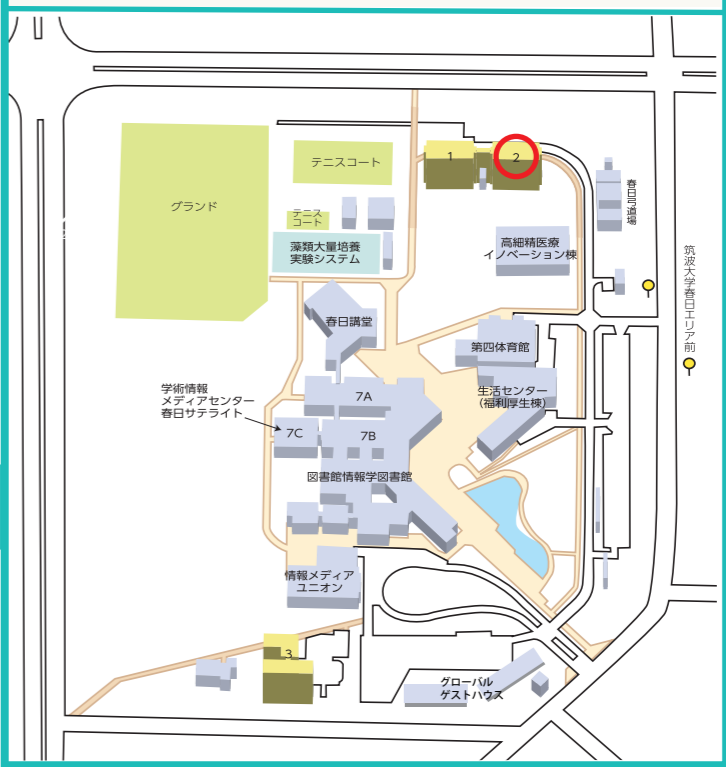 1
2
テニスコート
グランド
テニス
コート
春日弓道場
藻類大量培養
実験システム
高細精医療
イノベーション棟
筑波大学春日エリア前
春日講堂
第四体育館
学術情報
メディアセンター
春日サテライト
7A
生活センター
(福利厚生棟)
7C
7B
図書館情報学図書館
情報メディア
ユニオン
3
グローバル
ゲストハウス